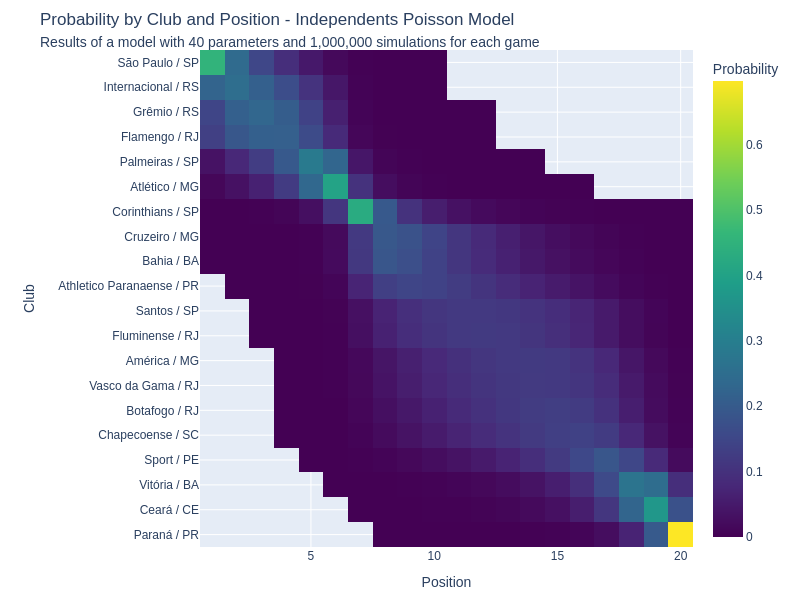 Probability by Club and Position - Independents Poisson Model
Results of a model with 40 parameters and 1,000,000 simulations for each game
Probability
São Paulo / SP
Internacional / RS
Grêmio / RS
Flamengo / RJ
Palmeiras / SP
Atlético / MG
Corinthians / SP
Cruzeiro / MG
Bahia / BA
Athletico Paranaense / PR
Santos / SP
Fluminense / RJ
América / MG
Vasco da Gama / RJ
Botafogo / RJ
Chapecoense / SC
Sport / PE
Vitória / BA
Ceará / CE
Paraná / PR
Club
5
10
15
20
Position
0.6
0.5
0.4
0.3
0.2
0.1
0